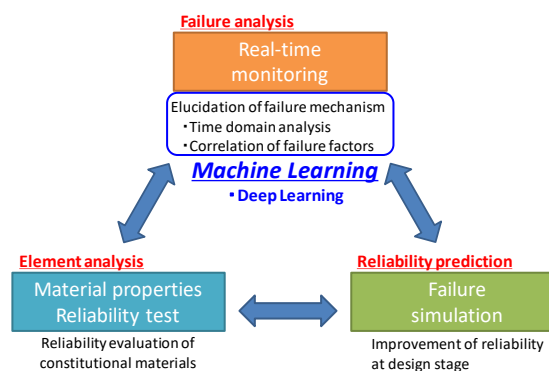 Failure analysis
Real-time
monitoring
Elucidation of failure mechanism
・Time domain analysis
・Correlation of failure factors
Machine Learning
・Deep Learning
Element analysis
Material properties
Reliability test
Reliability evaluation of
constitutional materials
Reliability prediction
Failure
simulation
Improvement of reliability
at design stage